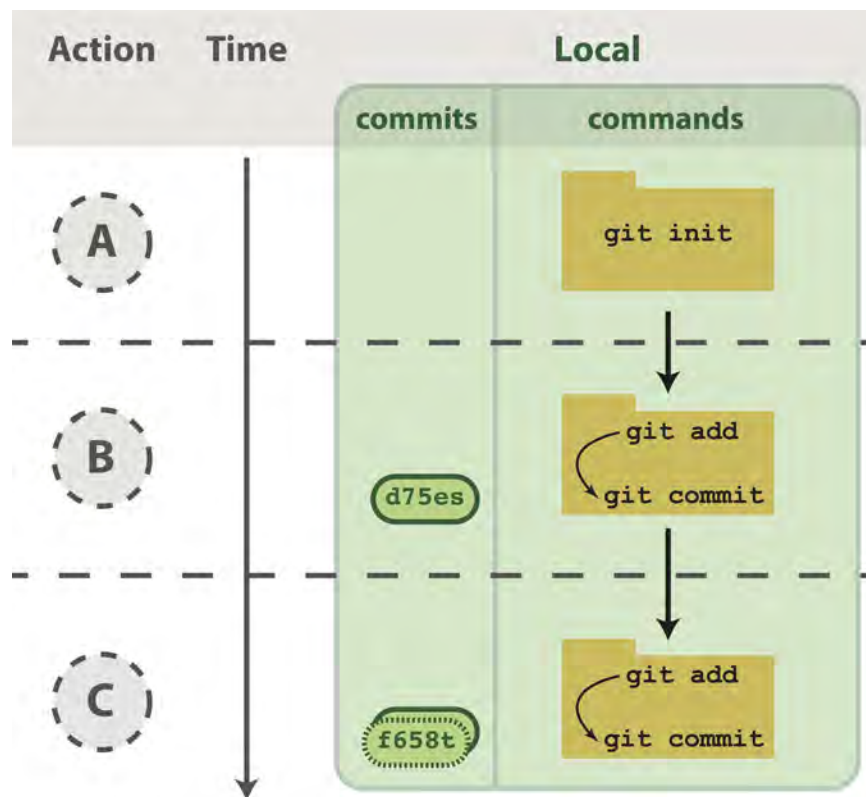 Action Time Local
commits commands
A
git init
B
git add
d75es
git commit
C
git add
f658t
git commit